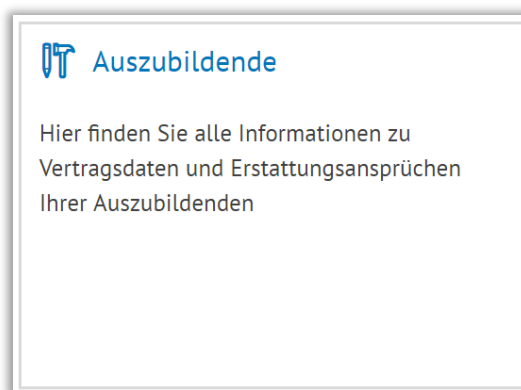 Auszubildende
Hier finden Sie alle Informationen zu
Vertragsdaten und Erstattungsansprüchen
Ihrer Auszubildenden